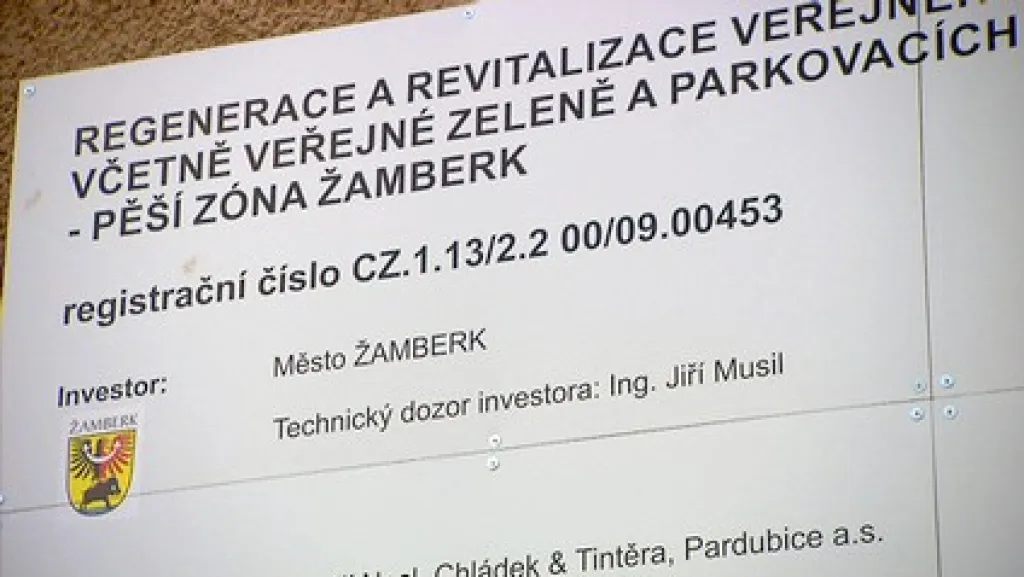 REGENERACE A REVITALIZACE
VČETNĚ VEŘEJNÉ ZELENĚ A PARKOVACÍCH
- PĚŠÍ ZÓNA ŽAMBERK
registrační číslo CZ.1.13/2.2 00/09.00453
Investor:
Město ŽAMBERK
ŽAMBERK
Technický dozor investora: Ing. Jiří Musil
Chládek & Tintěra, Pardubice a.s.